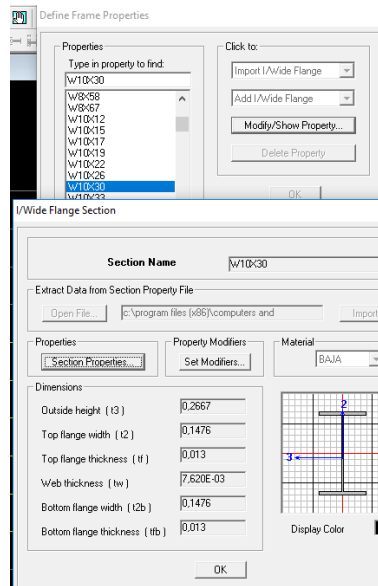 Define Frame Properties
Properties
Type in property to find:
W10X30
W8X58
W8X67
W10X12
W10X15
W10X17
W10X19
W10X22
W10X26
W10X30
W10X33
Click to:
Import I/Wide Flange
Add I/Wide Flange
Modify/Show Property...
Delete Property
OK
I/Wide Flange Section
Section Name
W10X30
Extract Data from Section Property File
Open File...
c:\program files (x86)\computers and
Import
Properties
Section Properties...
Property Modifiers
Set Modifiers...
Material
BAJA
Dimensions
Outside height ( t3 )
0,2667
Top flange width ( t2 )
0,1476
Top flange thickness ( tf )
0,013
Web thickness ( tw )
7,620E-03
Bottom flange width ( t2b )
0,1476
Bottom flange thickness ( tfb )
0,013
2
3
Display Color
OK